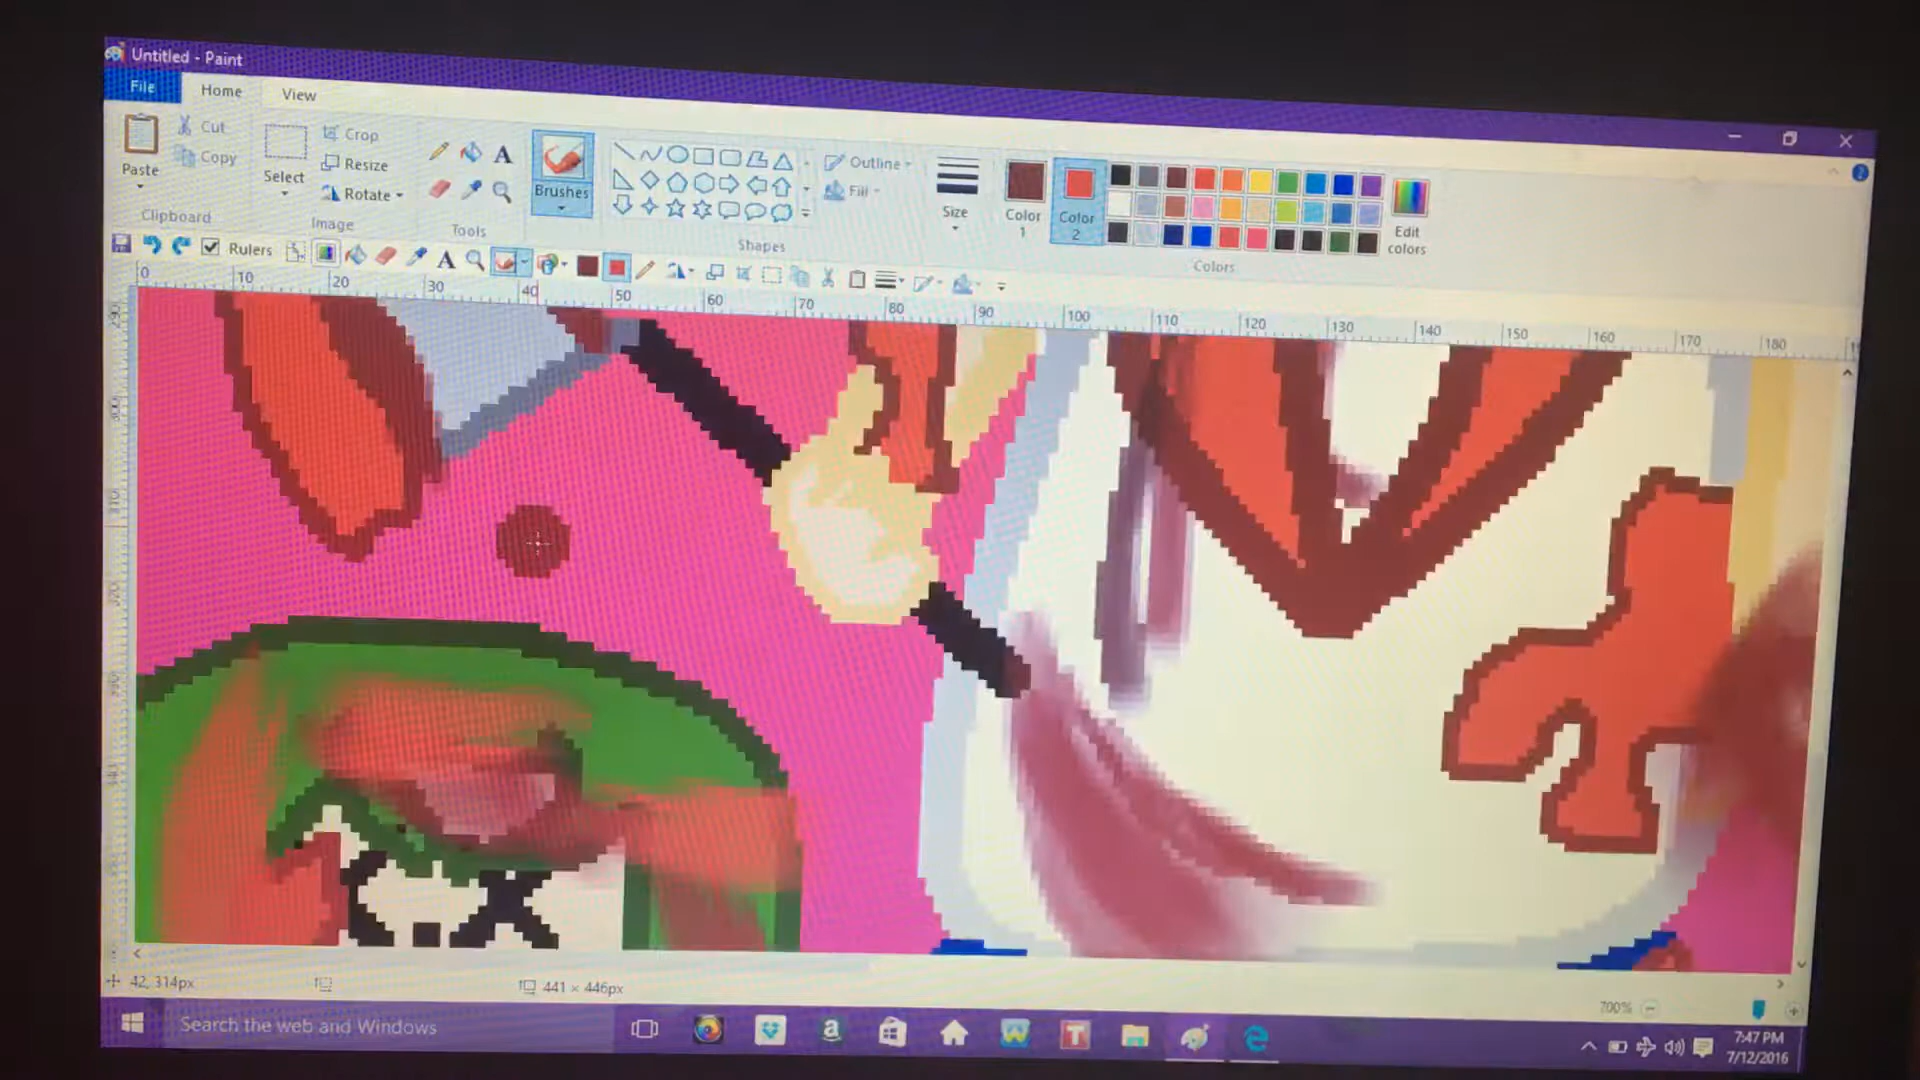 Untitled - Paint
File Home View
Paste
Cut
Copy
Clipboard
Select
Crop
Resize
Rotate
Image
A
Tools
Brushes
Shapes
Outline
Fill
Size
Color 1
Color 2
Colors
Edit colors
Rulers
A
0 10 20 30 40 50 60 70 80 90 100 110 120 130 140 150 160 170 180
42, 314px
441 × 446px
700%
Search the web and Windows
a
W
T
7:47 PM
7/12/2016